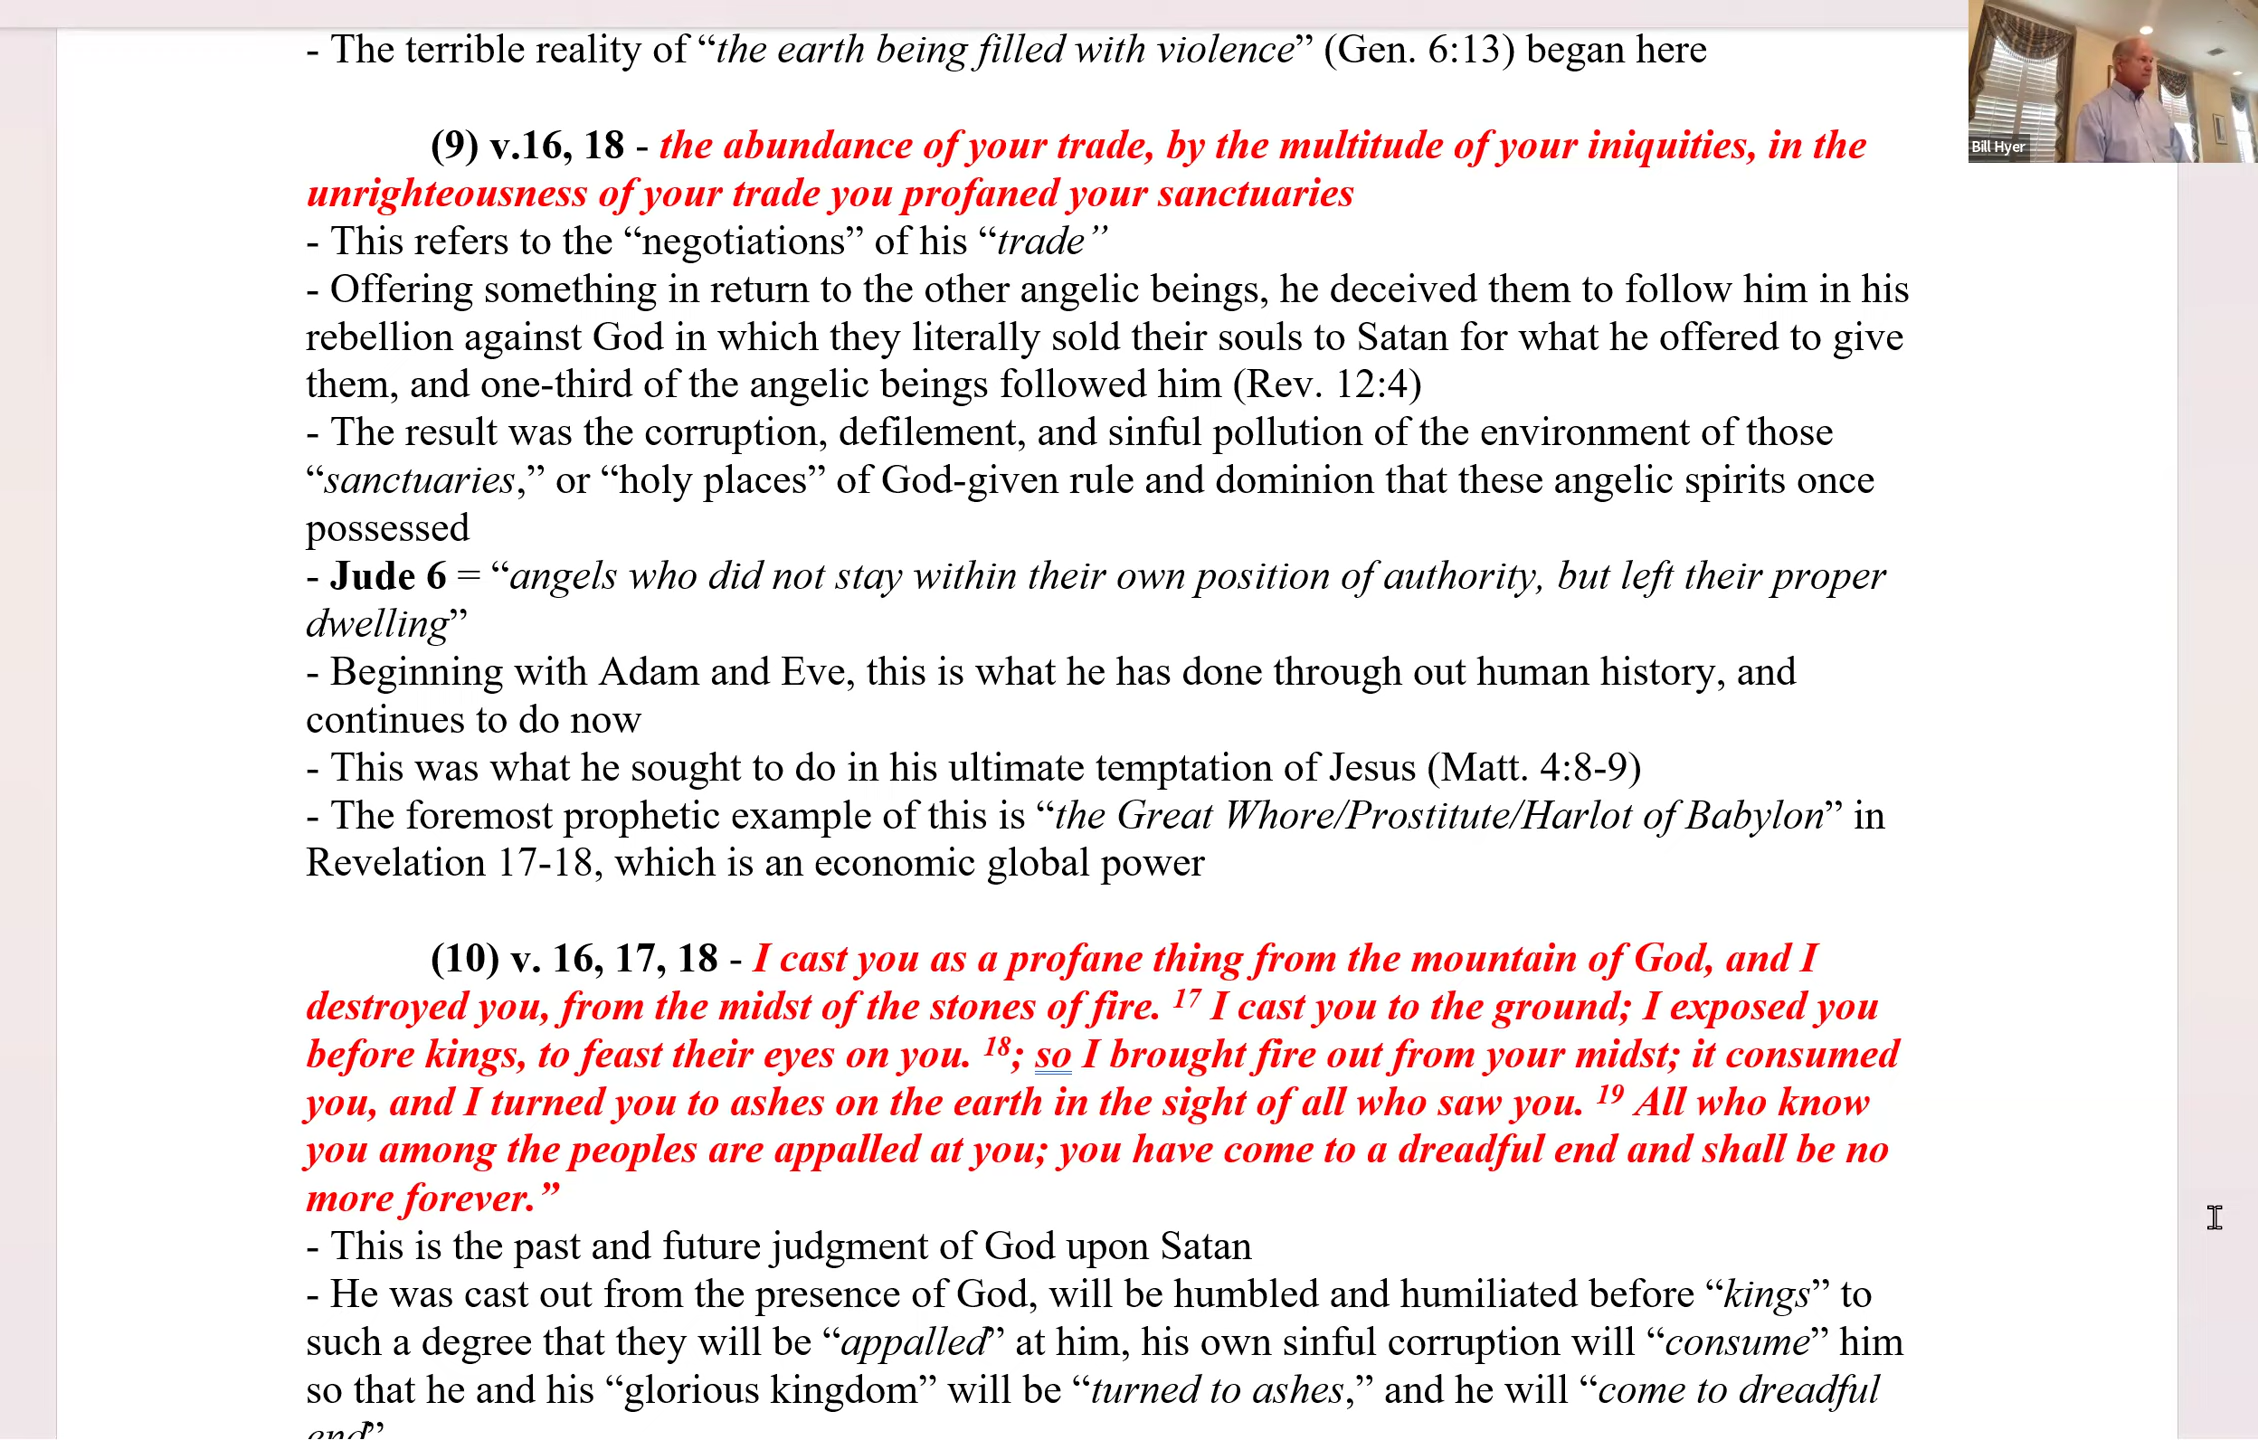 - The terrible reality of “the earth being filled with violence” (Gen. 6:13) began here
Bill Hyer
(9) v.16, 18 - the abundance of your trade, by the multitude of your iniquities, in the
unrighteousness of your trade you profaned your sanctuaries
- This refers to the “negotiations” of his “trade”
- Offering something in return to the other angelic beings, he deceived them to follow him in his
rebellion against God in which they literally sold their souls to Satan for what he offered to give
them, and one-third of the angelic beings followed him (Rev. 12:4)
- The result was the corruption, defilement, and sinful pollution of the environment of those
“sanctuaries,” or “holy places” of God-given rule and dominion that these angelic spirits once
possessed
- Jude 6 = “angels who did not stay within their own position of authority, but left their proper
dwelling”
- Beginning with Adam and Eve, this is what he has done through out human history, and
continues to do now
- This was what he sought to do in his ultimate temptation of Jesus (Matt. 4:8-9)
- The foremost prophetic example of this is “the Great Whore/Prostitute/Harlot of Babylon” in
Revelation 17-18, which is an economic global power
(10) v. 16, 17, 18 - I cast you as a profane thing from the mountain of God, and I
destroyed you, from the midst of the stones of fire. 17 I cast you to the ground; I exposed you
before kings, to feast their eyes on you. 18; so I brought fire out from your midst; it consumed
you, and I turned you to ashes on the earth in the sight of all who saw you. 19 All who know
you among the peoples are appalled at you; you have come to a dreadful end and shall be no
more forever.”
- This is the past and future judgment of God upon Satan
- He was cast out from the presence of God, will be humbled and humiliated before “kings” to
such a degree that they will be “appalled” at him, his own sinful corruption will “consume” him
so that he and his “glorious kingdom” will be “turned to ashes,” and he will “come to dreadful
end”